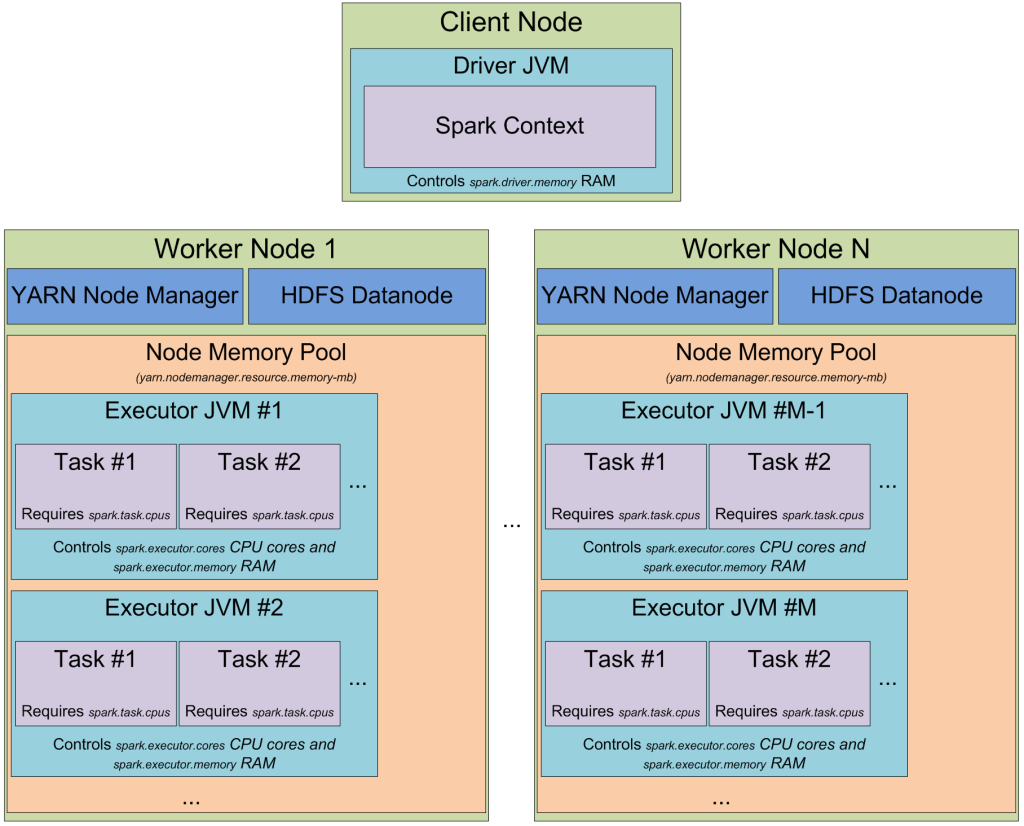 Client Node
Driver JVM
Spark Context
Controls spark.driver.memory RAM
Worker Node 1
YARN Node Manager
HDFS Datanode
Node Memory Pool
(yarn.nodemanager.resource.memory-mb)
Executor JVM #1
Task #1
Requires spark.task.cpus
Task #2
Requires spark.task.cpus
...
Controls spark.executor.cores CPU cores and
spark.executor.memory RAM
Executor JVM #2
Task #1
Requires spark.task.cpus
Task #2
Requires spark.task.cpus
...
Controls spark.executor.cores CPU cores and
spark.executor.memory RAM
...
...
Worker Node N
YARN Node Manager
HDFS Datanode
Node Memory Pool
(yarn.nodemanager.resource.memory-mb)
Executor JVM #M-1
Task #1
Requires spark.task.cpus
Task #2
Requires spark.task.cpus
...
Controls spark.executor.cores CPU cores and
spark.executor.memory RAM
Executor JVM #M
Task #1
Requires spark.task.cpus
Task #2
Requires spark.task.cpus
...
Controls spark.executor.cores CPU cores and
spark.executor.memory RAM
...